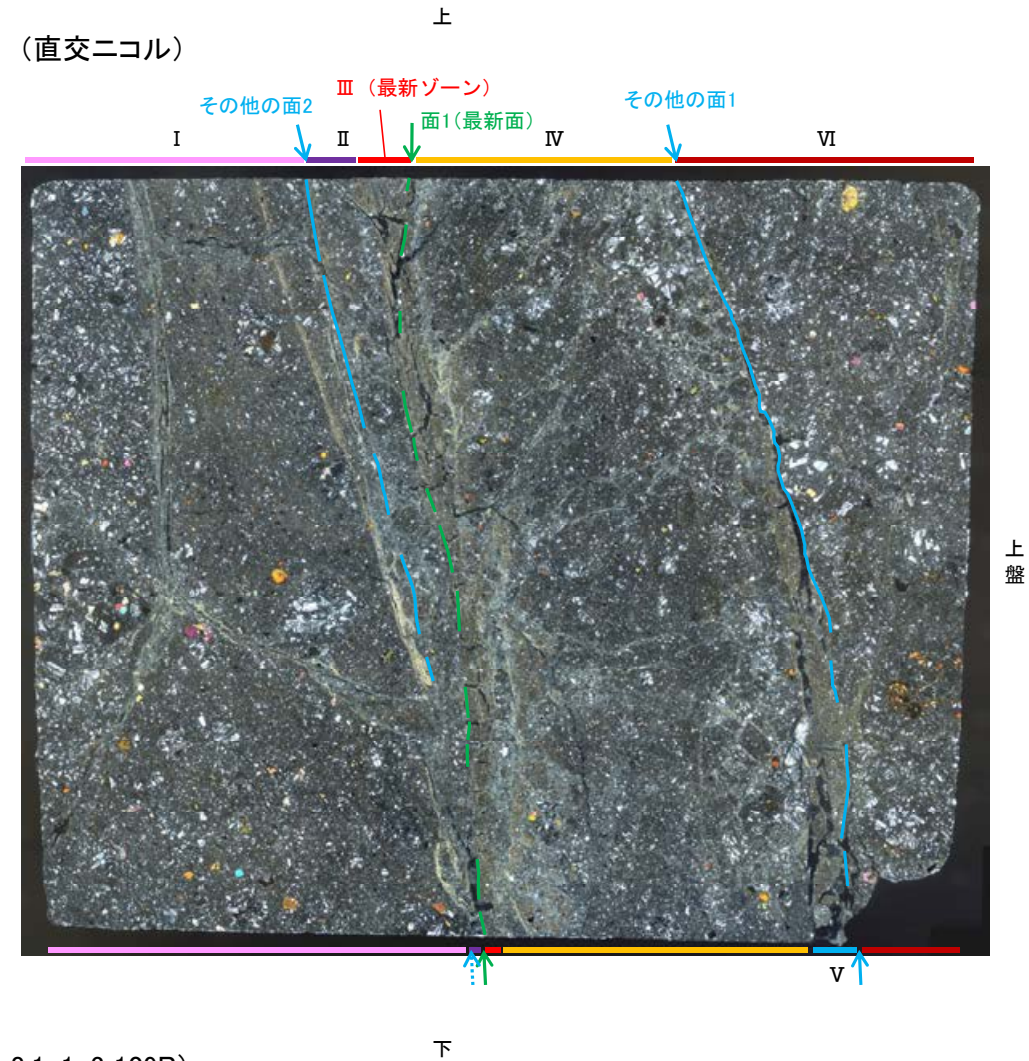 上
(直交ニコル)
Ⅲ(最新ゾーン)
その他の面2
その他の面1
面1(最新面)
Ⅰ
Ⅱ
Ⅳ
Ⅵ
上
盤
Ⅴ
下